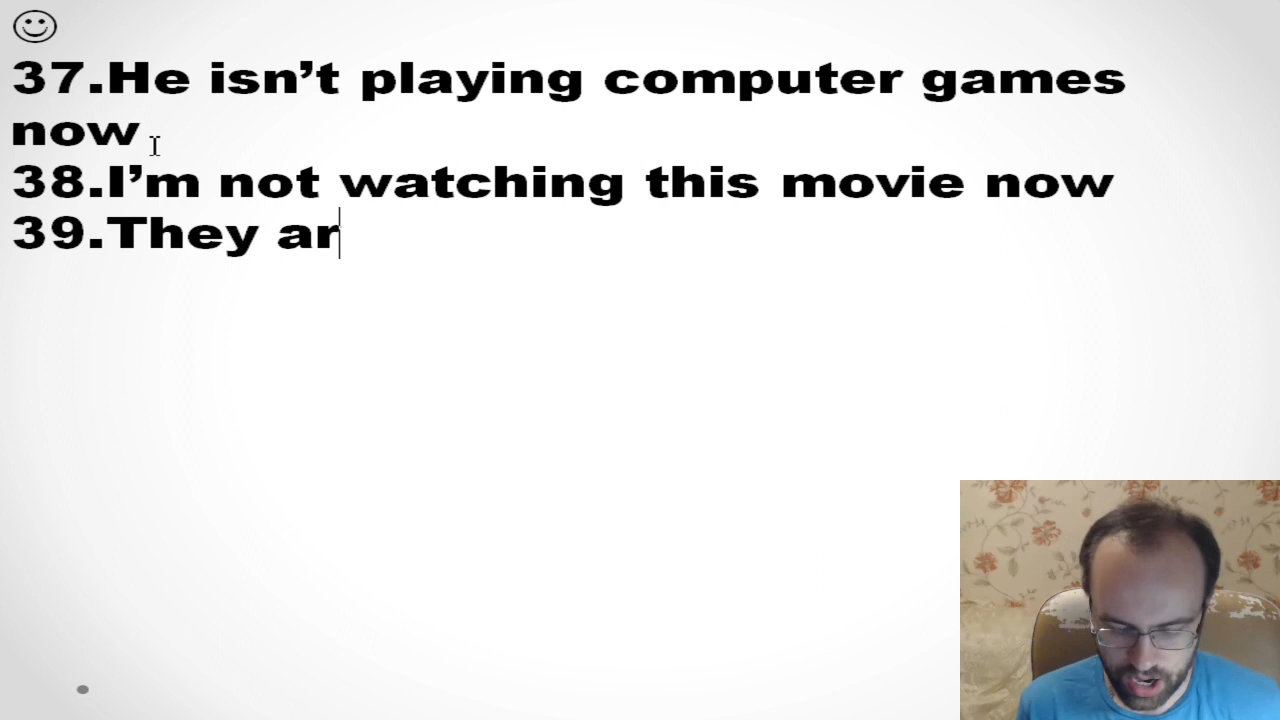 37.He isn’t playing computer games
now
38.I’m not watching this movie now
39.They ar